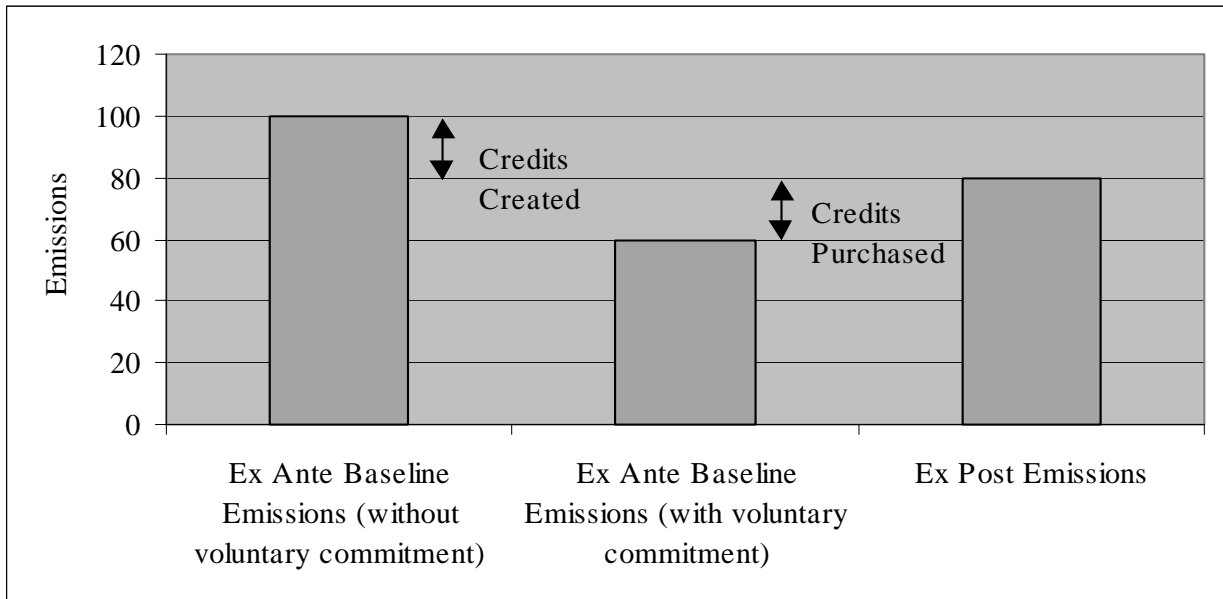 120
100
80
60
40
20
0
Emissions
Credits
Created
Credits
Purchased
Ex Ante Baseline
Emissions (without
voluntary commitment)
Ex Ante Baseline
Emissions (with voluntary
commitment)
Ex Post Emissions